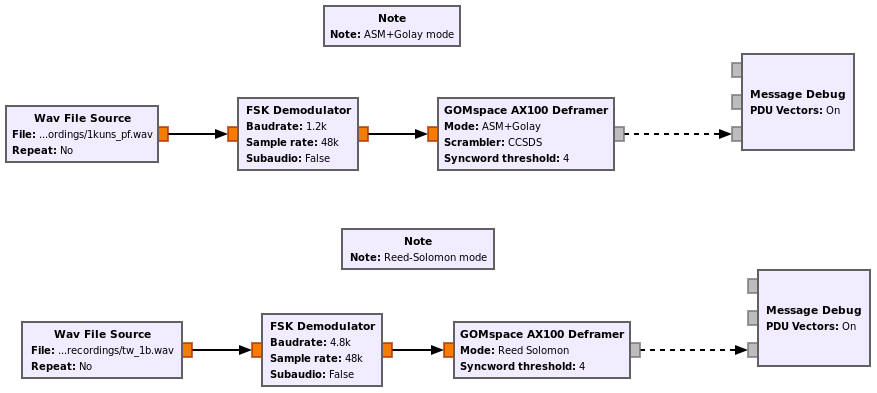 Note
Note: ASM+Golay mode
Wav File Source
File: ...ordings/1kuns_pf.wav
Repeat: No
FSK Demodulator
Baudrate: 1.2k
Sample rate: 48k
Subaudio: False
GOMspace AX100 Deframer
Mode: ASM+Golay
Scrambler: CCSDS
Syncword threshold: 4
Message Debug
PDU Vectors: On
Note
Note: Reed-Solomon mode
Wav File Source
File: ...recordings/tw_1b.wav
Repeat: No
FSK Demodulator
Baudrate: 4.8k
Sample rate: 48k
Subaudio: False
GOMspace AX100 Deframer
Mode: Reed Solomon
Syncword threshold: 4
Message Debug
PDU Vectors: On